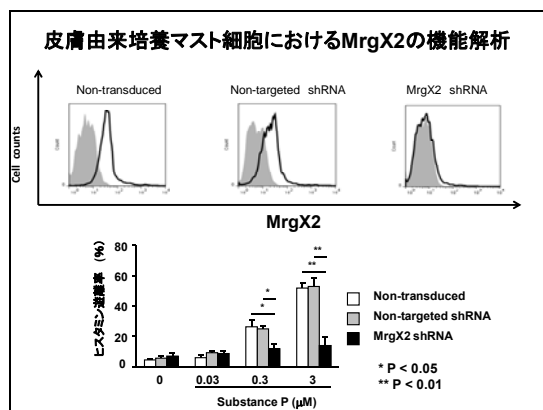 皮膚由来培養マスト細胞におけるMrgX2の機能解析
Non-transduced
Non-targeted shRNA
MrgX2 shRNA
Cell counts
Count
Count
Count
MrgX2
ヒスタミン遊離率 (%)
80
60
40
20
0
** 
**
*
*
Non-transduced
Non-targeted shRNA
MrgX2 shRNA
0 0.03 0.3 3
Substance P (μM)
* P < 0.05
** P < 0.01